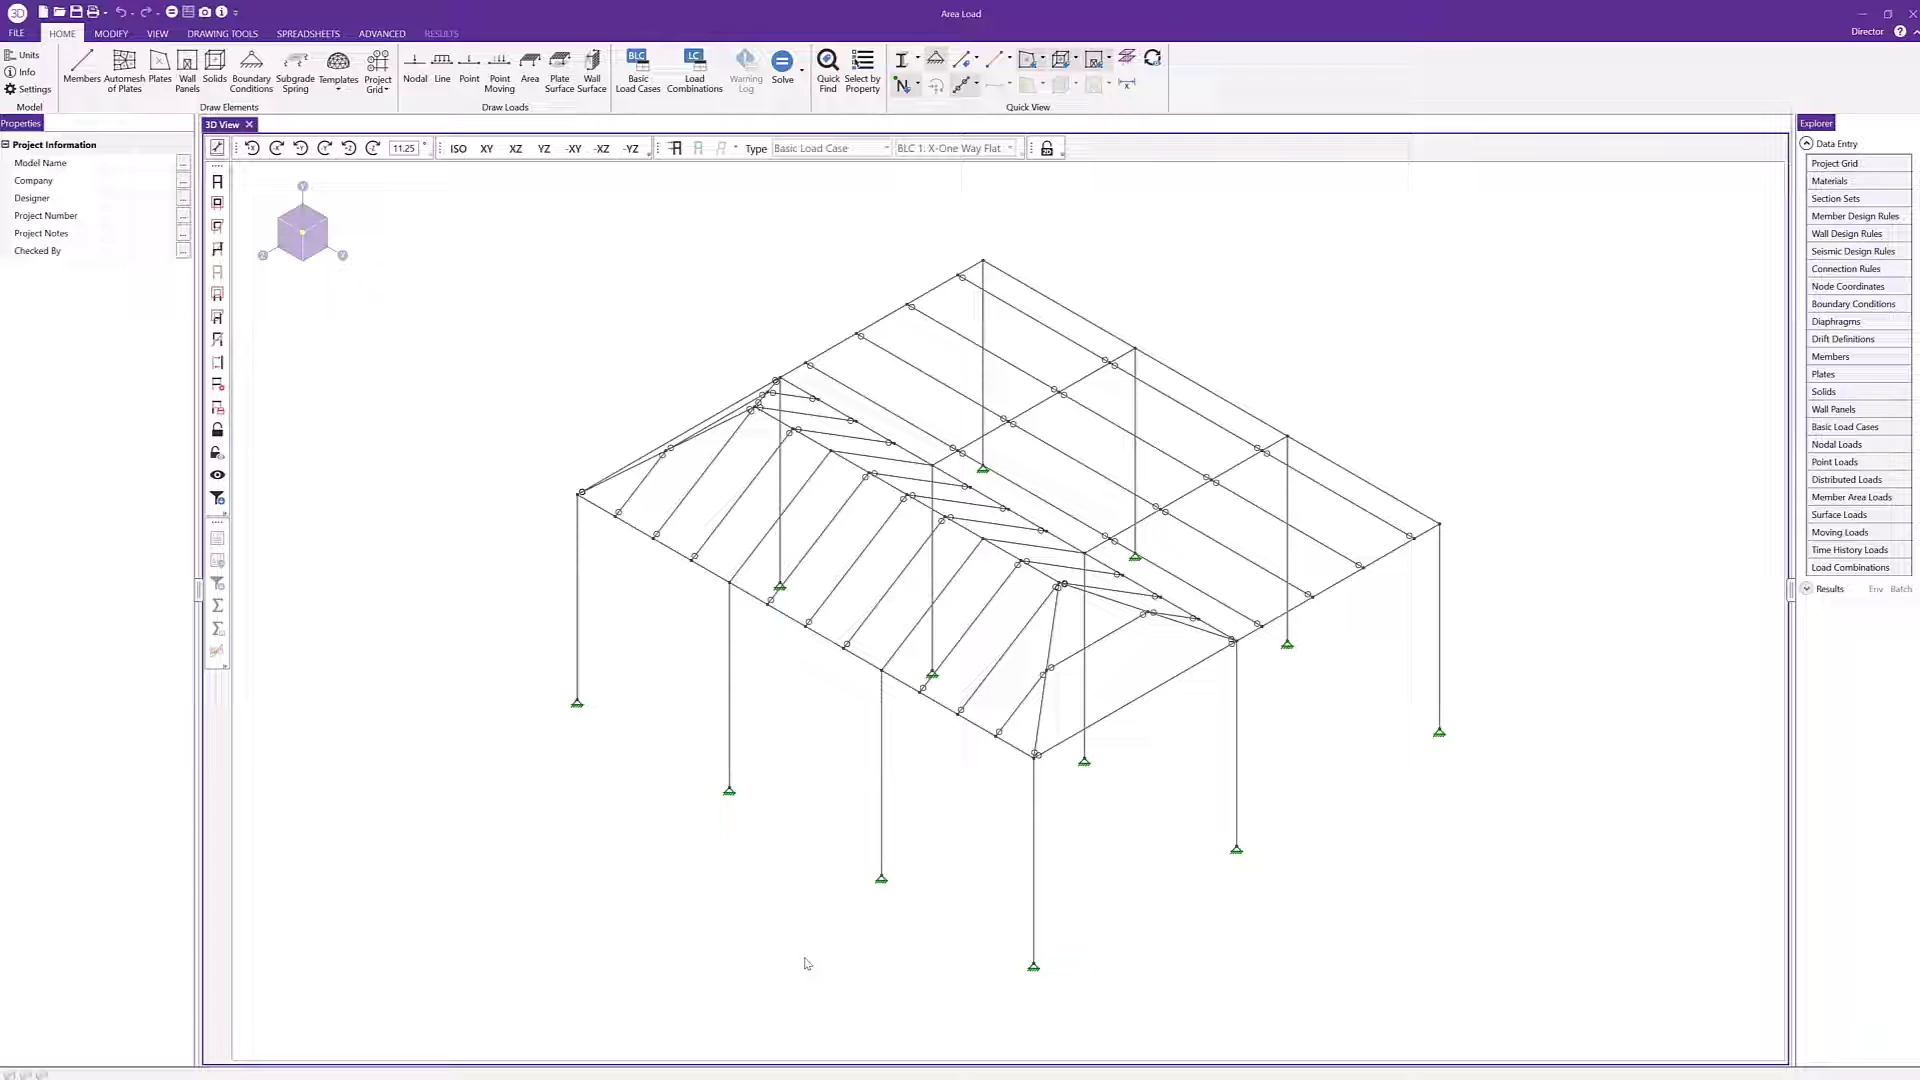 3D
Area Load
FILE HOME MODIFY VIEW DRAWING TOOLS SPREADSHEETS ADVANCED RESULTS
Director
Units
Info
Settings
Model
Members
Automesh of Plates
Plates
Wall Panels
Solids
Boundary Conditions
Subgrade Spring
Templates
Project Grid
Draw Elements
Nodal
Line
Point
Point Moving
Area
Plate Surface
Wall Surface
Draw Loads
BLC
Basic Load Cases
LC
Load Combinations
Warning Log
Solve
Quick Find
Select by Property
N
Quick View
Properties
Project Information
Model Name
Company
Designer
Project Number
Project Notes
Checked By
3D View
11.25 °
ISO XY XZ YZ -XY -XZ -YZ
Type Basic Load Case BLC 1: X-One Way Flat
Y
Z
X
Explorer
Data Entry
Project Grid
Materials
Section Sets
Member Design Rules
Wall Design Rules
Seismic Design Rules
Connection Rules
Node Coordinates
Boundary Conditions
Diaphragms
Drift Definitions
Members
Plates
Solids
Wall Panels
Basic Load Cases
Nodal Loads
Point Loads
Distributed Loads
Member Area Loads
Surface Loads
Moving Loads
Time History Loads
Load Combinations
Results Env Batch